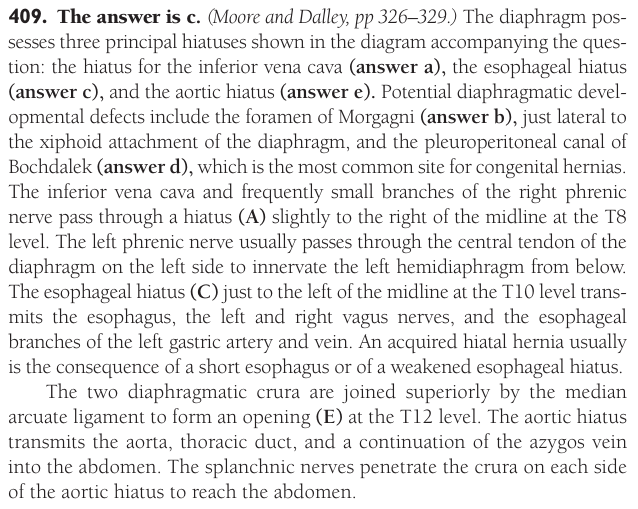 409. The answer is c. (Moore and Dalley, pp 326–329.) The diaphragm pos-
sesses three principal hiatuses shown in the diagram accompanying the ques-
tion: the hiatus for the inferior vena cava (answer a), the esophageal hiatus
(answer c), and the aortic hiatus (answer e). Potential diaphragmatic devel-
opmental defects include the foramen of Morgagni (answer b), just lateral to
the xiphoid attachment of the diaphragm, and the pleuroperitoneal canal of
Bochdalek (answer d), which is the most common site for congenital hernias.
The inferior vena cava and frequently small branches of the right phrenic
nerve pass through a hiatus (A) slightly to the right of the midline at the T8
level. The left phrenic nerve usually passes through the central tendon of the
diaphragm on the left side to innervate the left hemidiaphragm from below.
The esophageal hiatus (C) just to the left of the midline at the T10 level trans-
mits the esophagus, the left and right vagus nerves, and the esophageal
branches of the left gastric artery and vein. An acquired hiatal hernia usually
is the consequence of a short esophagus or of a weakened esophageal hiatus.
The two diaphragmatic crura are joined superiorly by the median
arcuate ligament to form an opening (E) at the T12 level. The aortic hiatus
transmits the aorta, thoracic duct, and a continuation of the azygos vein
into the abdomen. The splanchnic nerves penetrate the crura on each side
of the aortic hiatus to reach the abdomen.